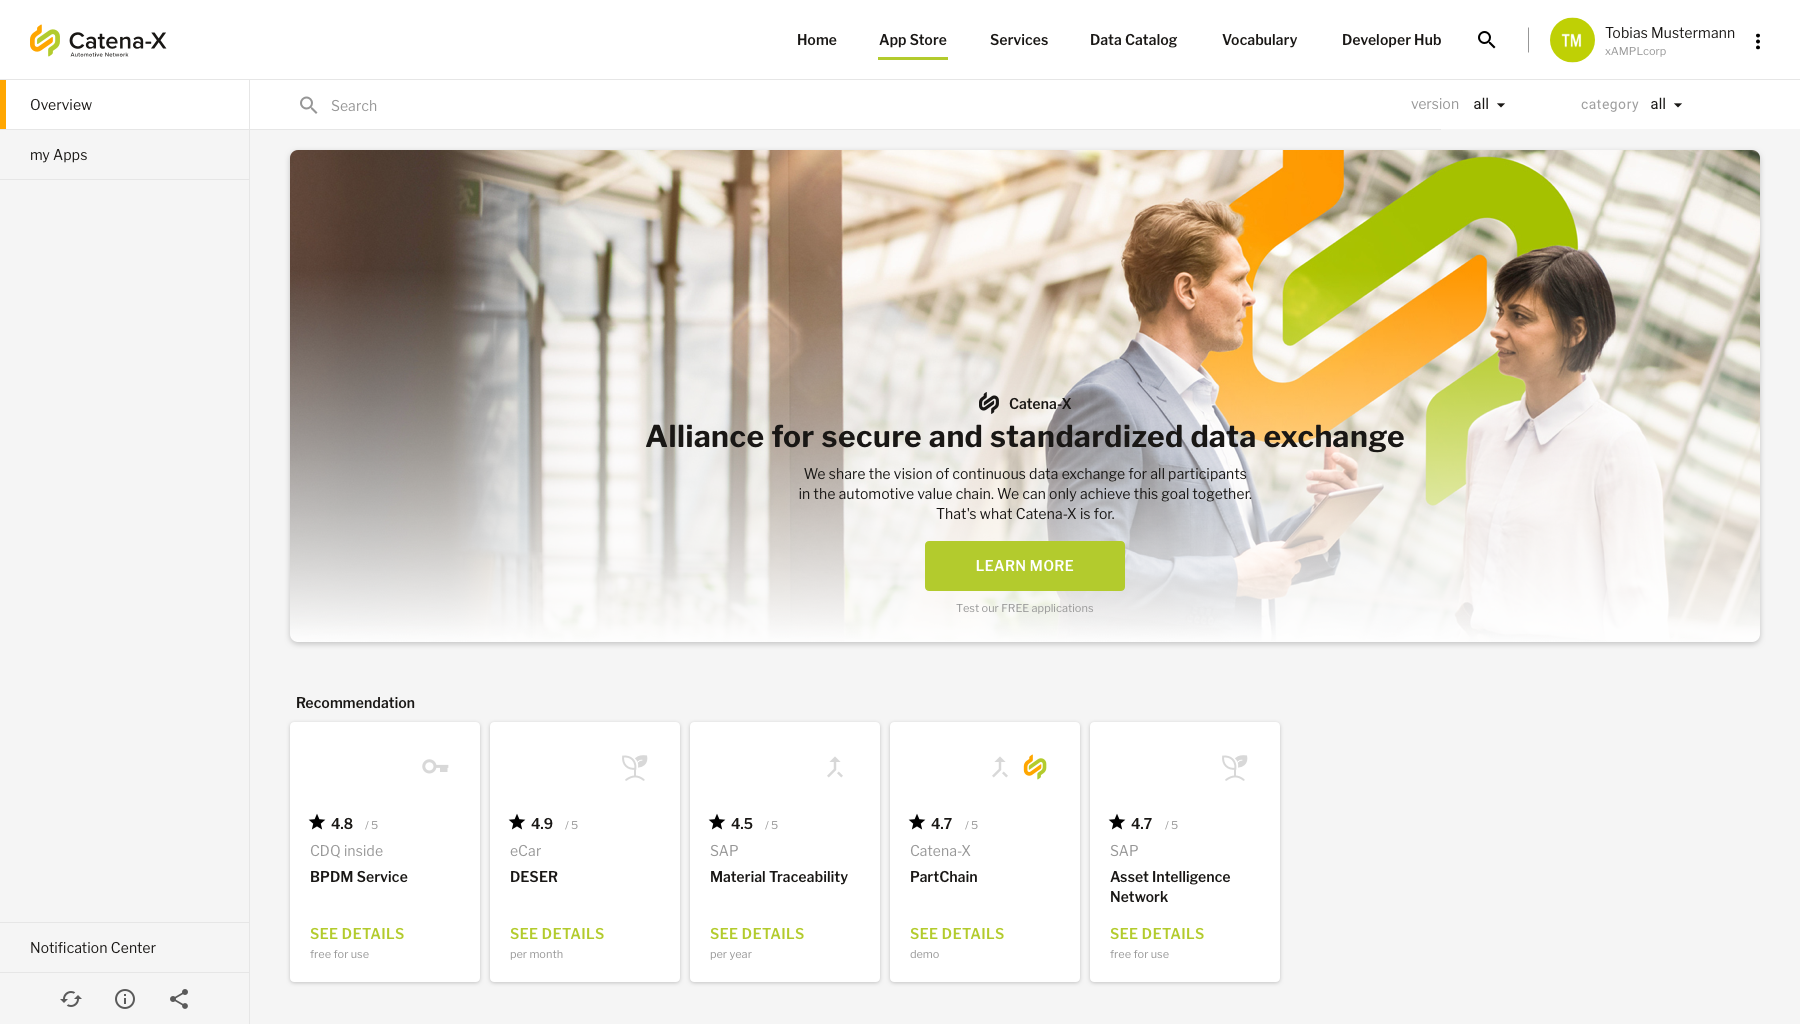 Catena-X
Automotive Network
Home
App Store
Services
Data Catalog
Vocabulary
Developer Hub
TM
Tobias Mustermann
xAMPLcorp
Overview
Search
version all
category all
my Apps
Catena-X
Alliance for secure and standardized data exchange
We share the vision of continuous data exchange for all participants
in the automotive value chain. We can only achieve this goal together.
That's what Catena-X is for.
LEARN MORE
Test our FREE applications
Recommendation
4.8 / 5
CDQ inside
BPDM Service
SEE DETAILS
free for use
4.9 / 5
eCar
DESER
SEE DETAILS
per month
4.5 / 5
SAP
Material Traceability
SEE DETAILS
per year
4.7 / 5
Catena-X
PartChain
SEE DETAILS
demo
4.7 / 5
SAP
Asset Intelligence
Network
SEE DETAILS
free for use
Notification Center